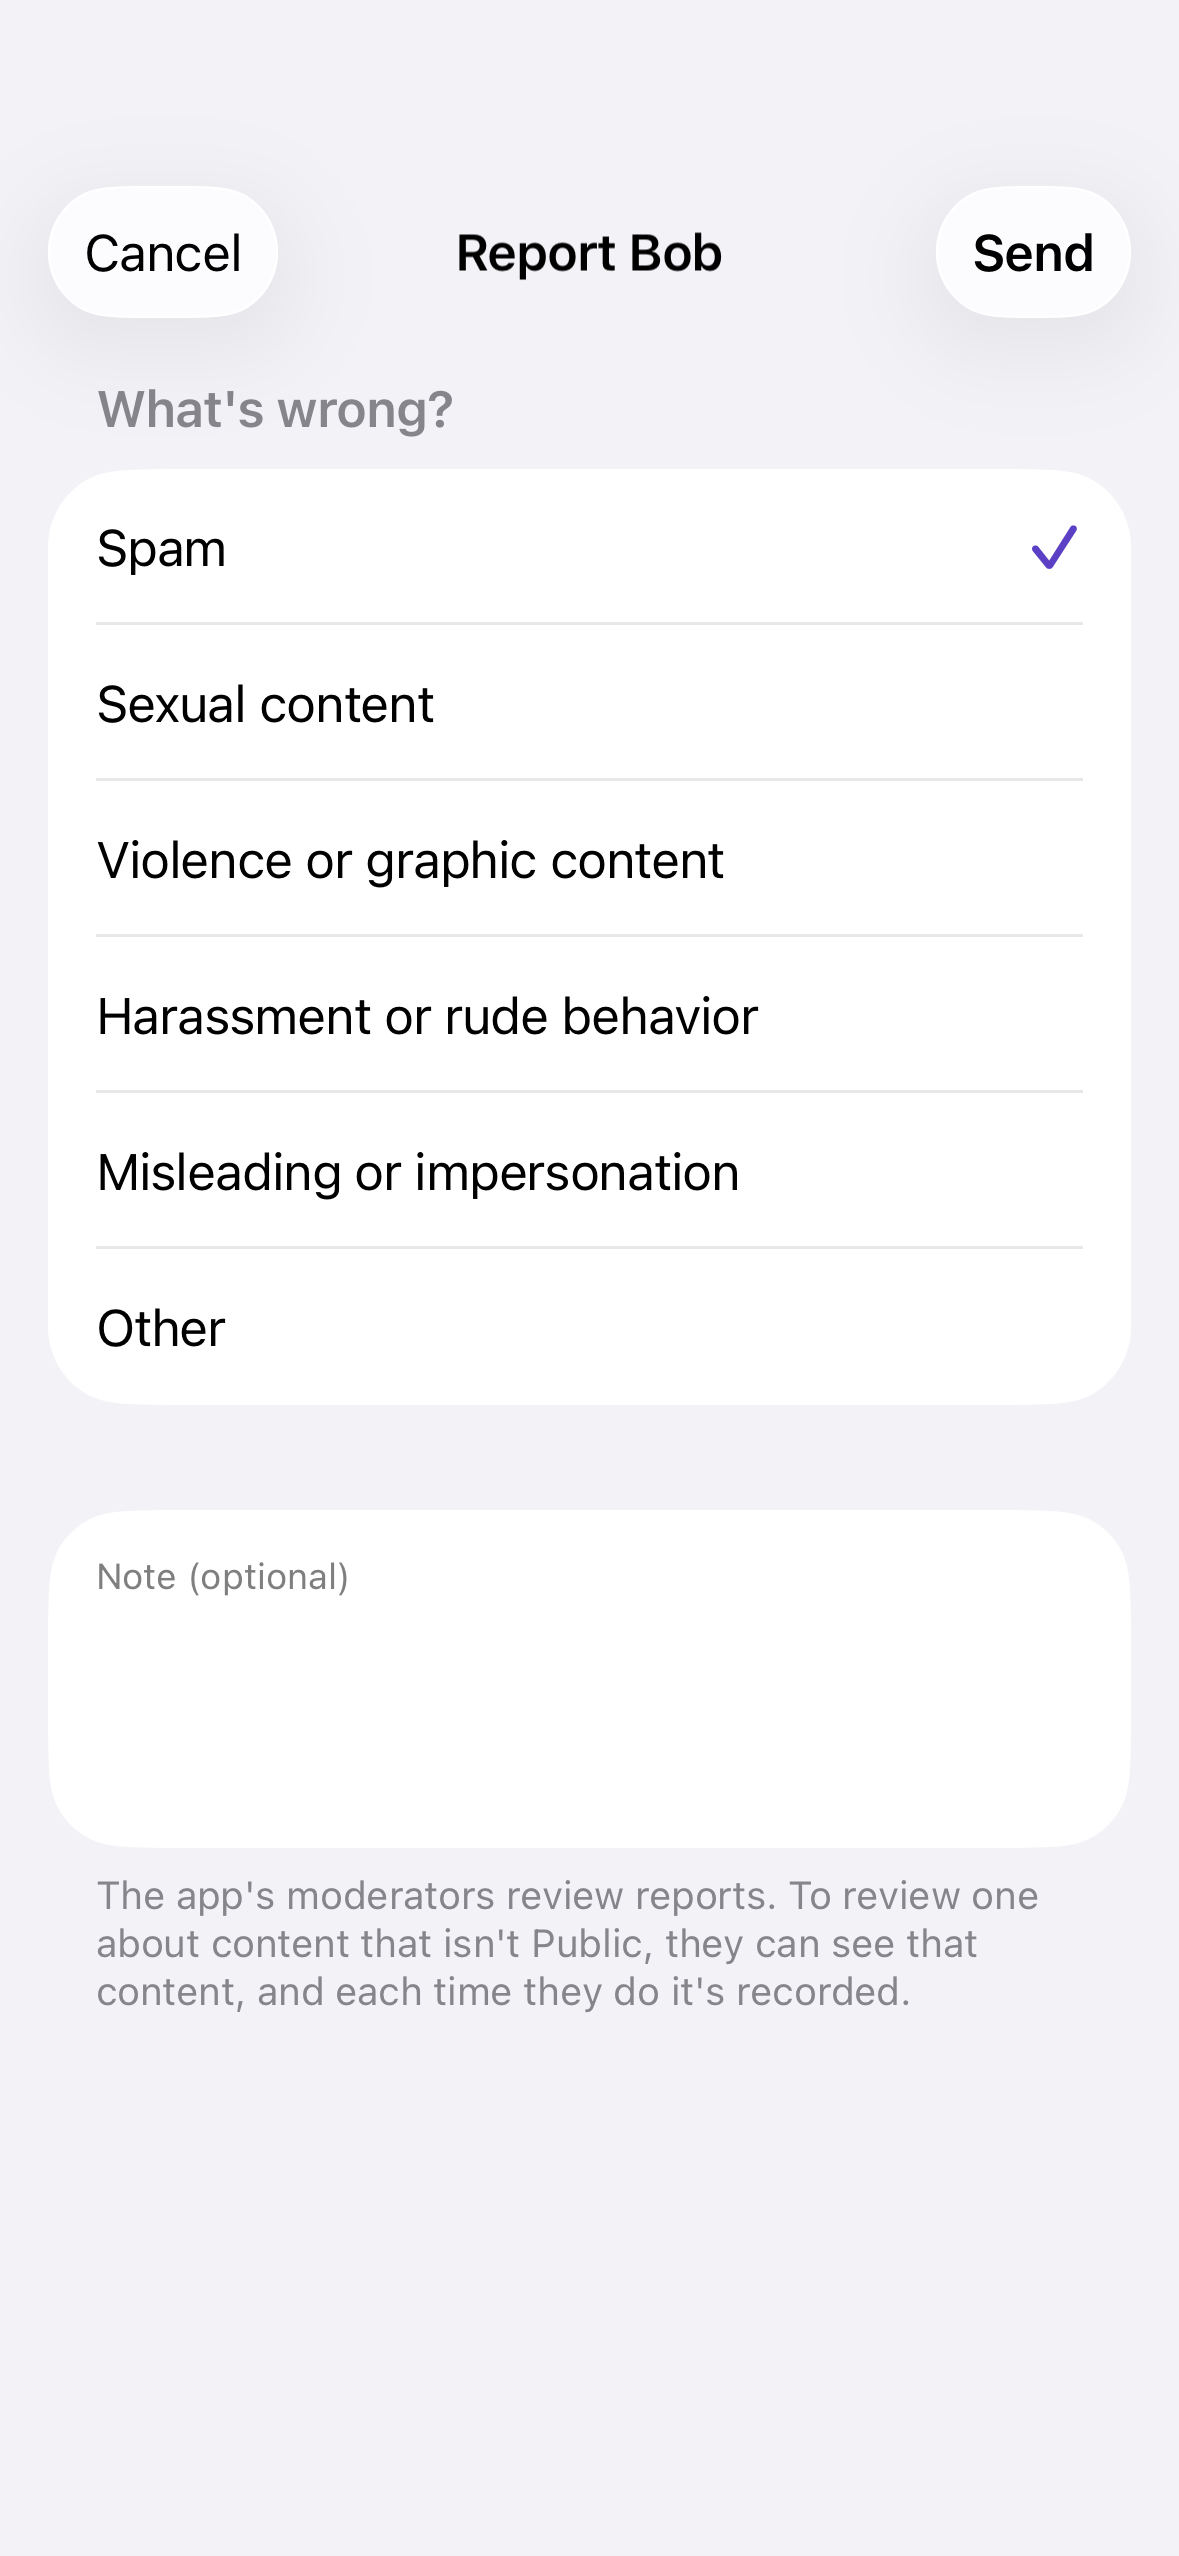 Cancel
Report Bob
Send
What's wrong?
Spam
Sexual content
Violence or graphic content
Harassment or rude behavior
Misleading or impersonation
Other
Note (optional)
The app's moderators review reports. To review one
about content that isn't Public, they can see that
content, and each time they do it's recorded.